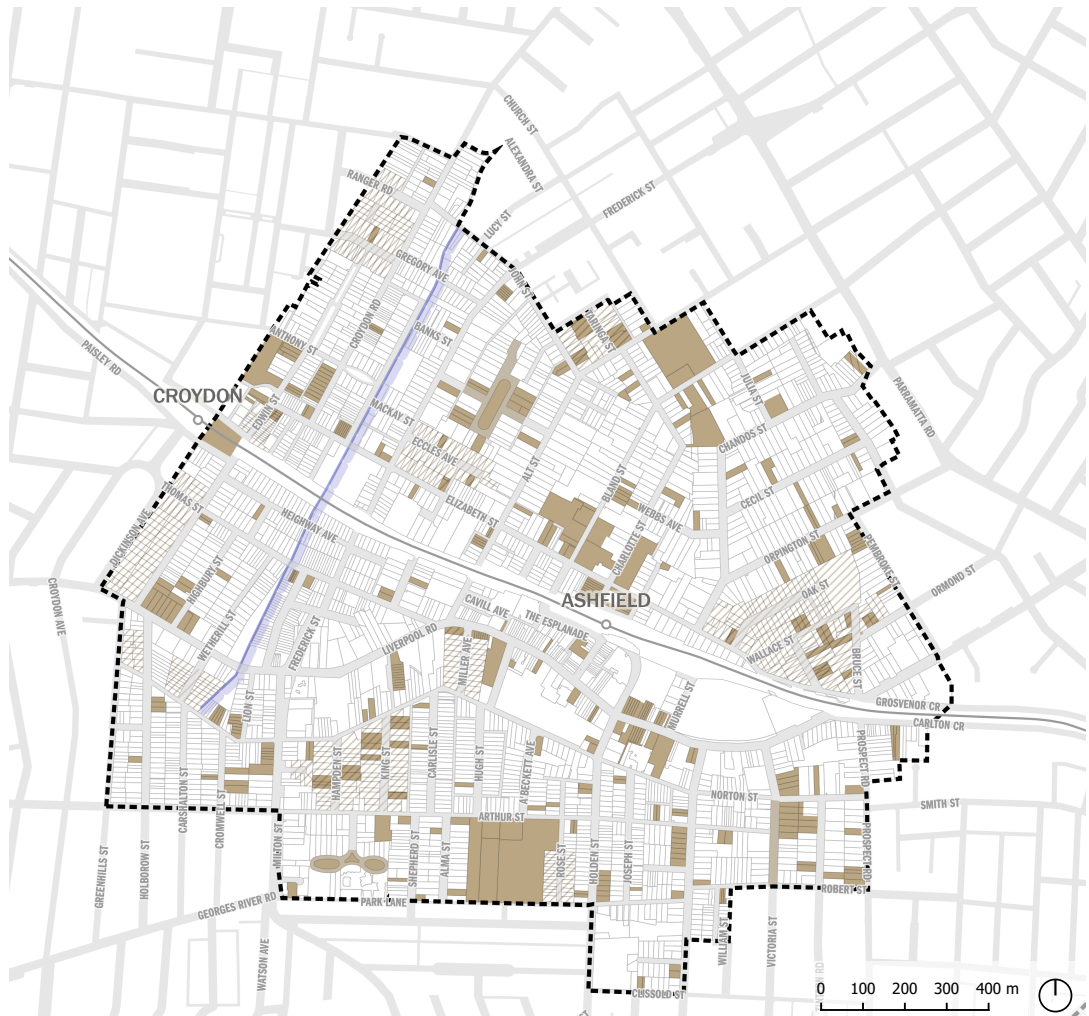 CHURCH ST
ALEXANDRA ST
RANGER RD
FREDERICK ST
LUCY ST
GREGORY AVE
JOHN ST
CROYDON RD
BANKS ST
ANTHONY ST
PAISLEY RD
JULIA ST
PARRAMATTA RD
CROYDON
EDWIN ST
MACKAY ST
ECCLES AVE
CHANDOS ST
ALT ST
BLAND ST
ELIZABETH ST
WEBBS AVE
CECIL ST
THOMAS ST
HEIGHWAY AVE
DICKINSON AVE
CHARLOTTE ST
ORPINGTON ST
PEMBROKE ST
ORMOND ST
HIGHBURY ST
OAK ST
CROYDON AVE
ASHFIELD
CAVILL AVE
THE ESPLANADE
WETHERILL ST
FREDERICK ST
LIVERPOOL RD
WALLACE ST
BRUCE ST
MILLER AVE
LION ST
MURRELL ST
GROSVENOR CR
CARLTON CR
CARLISLE ST
HUGH ST
A'BECKETT AVE
KING ST
HAMPDEN ST
PROSPECT RD
CARSHALTON ST
CROMWELL ST
NORTON ST
SMITH ST
ARTHUR ST
GREENHILLS ST
HOLBOROW ST
MILTON ST
SHEPHERD ST
ALMA ST
ROSE ST
HOLDEN ST
JOSEPH ST
PROSPECT RD
ROBERT ST
GEORGES RIVER RD
PARK LANE
WATSON AVE
WILLIAM ST
VICTORIA ST
CLISSOLD ST
0 100 200 300 400 m